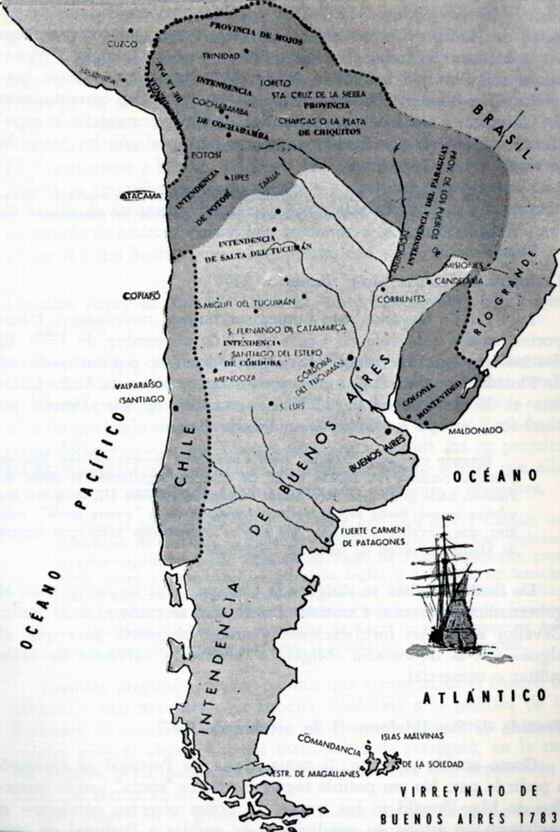 PROVINCIA DE MOJOS
CUZCO
TRINIDAD
DE LA PAZ
INTENDENCIA
LORETO
STA. CRUZ DE LA SIERRA
PROVINCIA
COCHABAMBA
CHARCAS O LA PLATA
DE COCHABAMBA
DE CHIQUITOS
BRASIL
POTOSÍ
LIPES
TARIJA
ATACAMA
INTENDENCIA
DE POTOSÍ
INTENDENCIA DEL PARAGUAY
PROV. DE LOS PUEBLOS DE
MISIONES
ASUNCIÓN
INTENDENCIA
DE SALTA DEL TUCUMÁN
CANDELARIA
COPIAPÓ
CORRIENTES
RÍO GRANDE
S. MIGUEL DEL TUCUMÁN
S. FERNANDO DE CATAMARCA
INTENDENCIA
SANTIAGO DEL ESTERO
DE CÓRDOBA
CÓRDOBA
DEL TUCUMÁN
MENDOZA
VALPARAÍSO
SANTIAGO
S. LUIS
COLONIA
MONTEVIDEO
MALDONADO
BUENOS AIRES
CHILE
OCÉANO PACÍFICO
INTENDENCIA DE BUENOS AIRES
OCÉANO
ATLÁNTICO
FUERTE CARMEN
DE PATAGONES
COMANDANCIA
ISLAS MALVINAS
DE LA SOLEDAD
ESTR. DE MAGALLANES
VIRREYNATO DE
BUENOS AIRES 1783